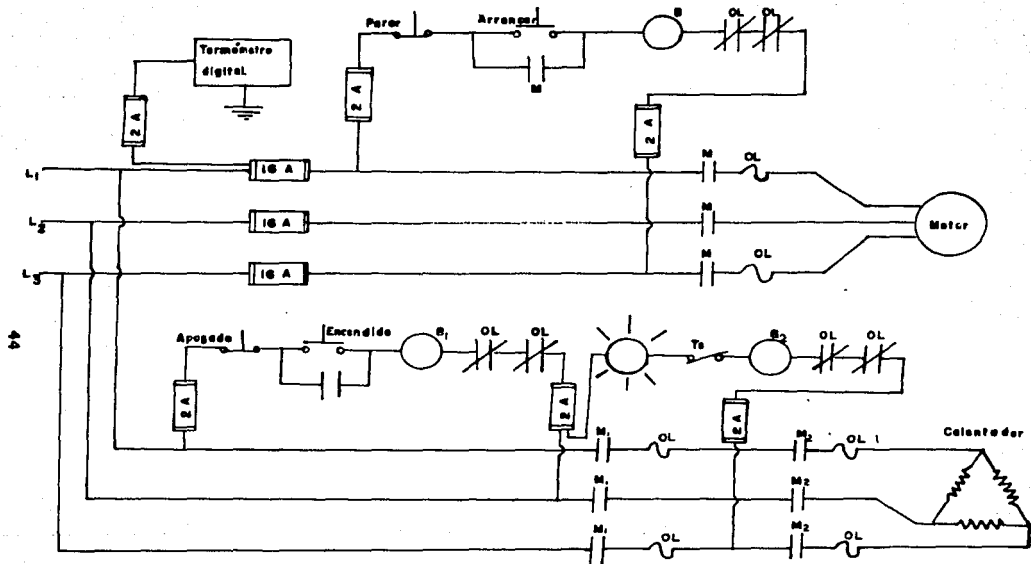 Parar
Arrancar
B
OL
OL
Termómetro
digital
2 A
2 A
M
2 A
L1
16 A
M
OL
L2
16 A
M
Motor
L3
16 A
M
OL
44
Apagado
Encendido
B1
OL
OL
Ts
B2
OL
OL
2 A
2 A
2 A
M1
OL
M2
OL 1
Calentador
M1
M2
M1
OL
M2
OL